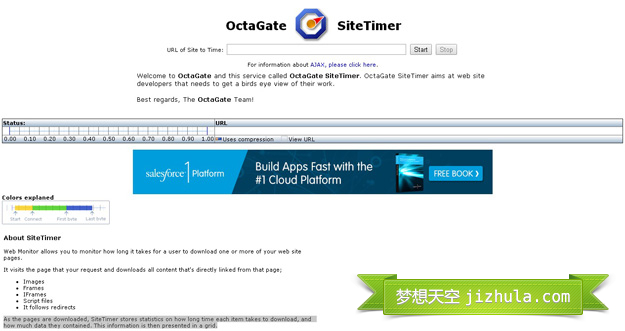 OctaGate SiteTimer
URL of Site to Time: Start Stop
For information about AJAX, please click here.
Welcome to OctaGate and this service called OctaGate SiteTimer. OctaGate SiteTimer aims at web site
developers that needs to get a birds eye view of their work.
Best regards, The OctaGate Team!
Status: URL
0.00 0.10 0.20 0.30 0.40 0.50 0.60 0.70 0.80 0.90 1.00 Uses compression View URL
salesforce1 Platform
Build Apps Fast with the
#1 Cloud Platform
FREE BOOK
Colors explaned
Start Connect First byte Last byte
About SiteTimer
Web Monitor allows you to monitor how long it takes for a user to download one or more of your web site
pages.
It visits the page that your request and downloads all content that's directly linked from that page;
Images
Frames
IFrames
Script files
It follows redirects
As the pages are downloaded, SiteTimer stores statistics on how long time each item takes to download, and
how much data they contained. This information is then presented in a grid.
梦想天空 jizhula.com